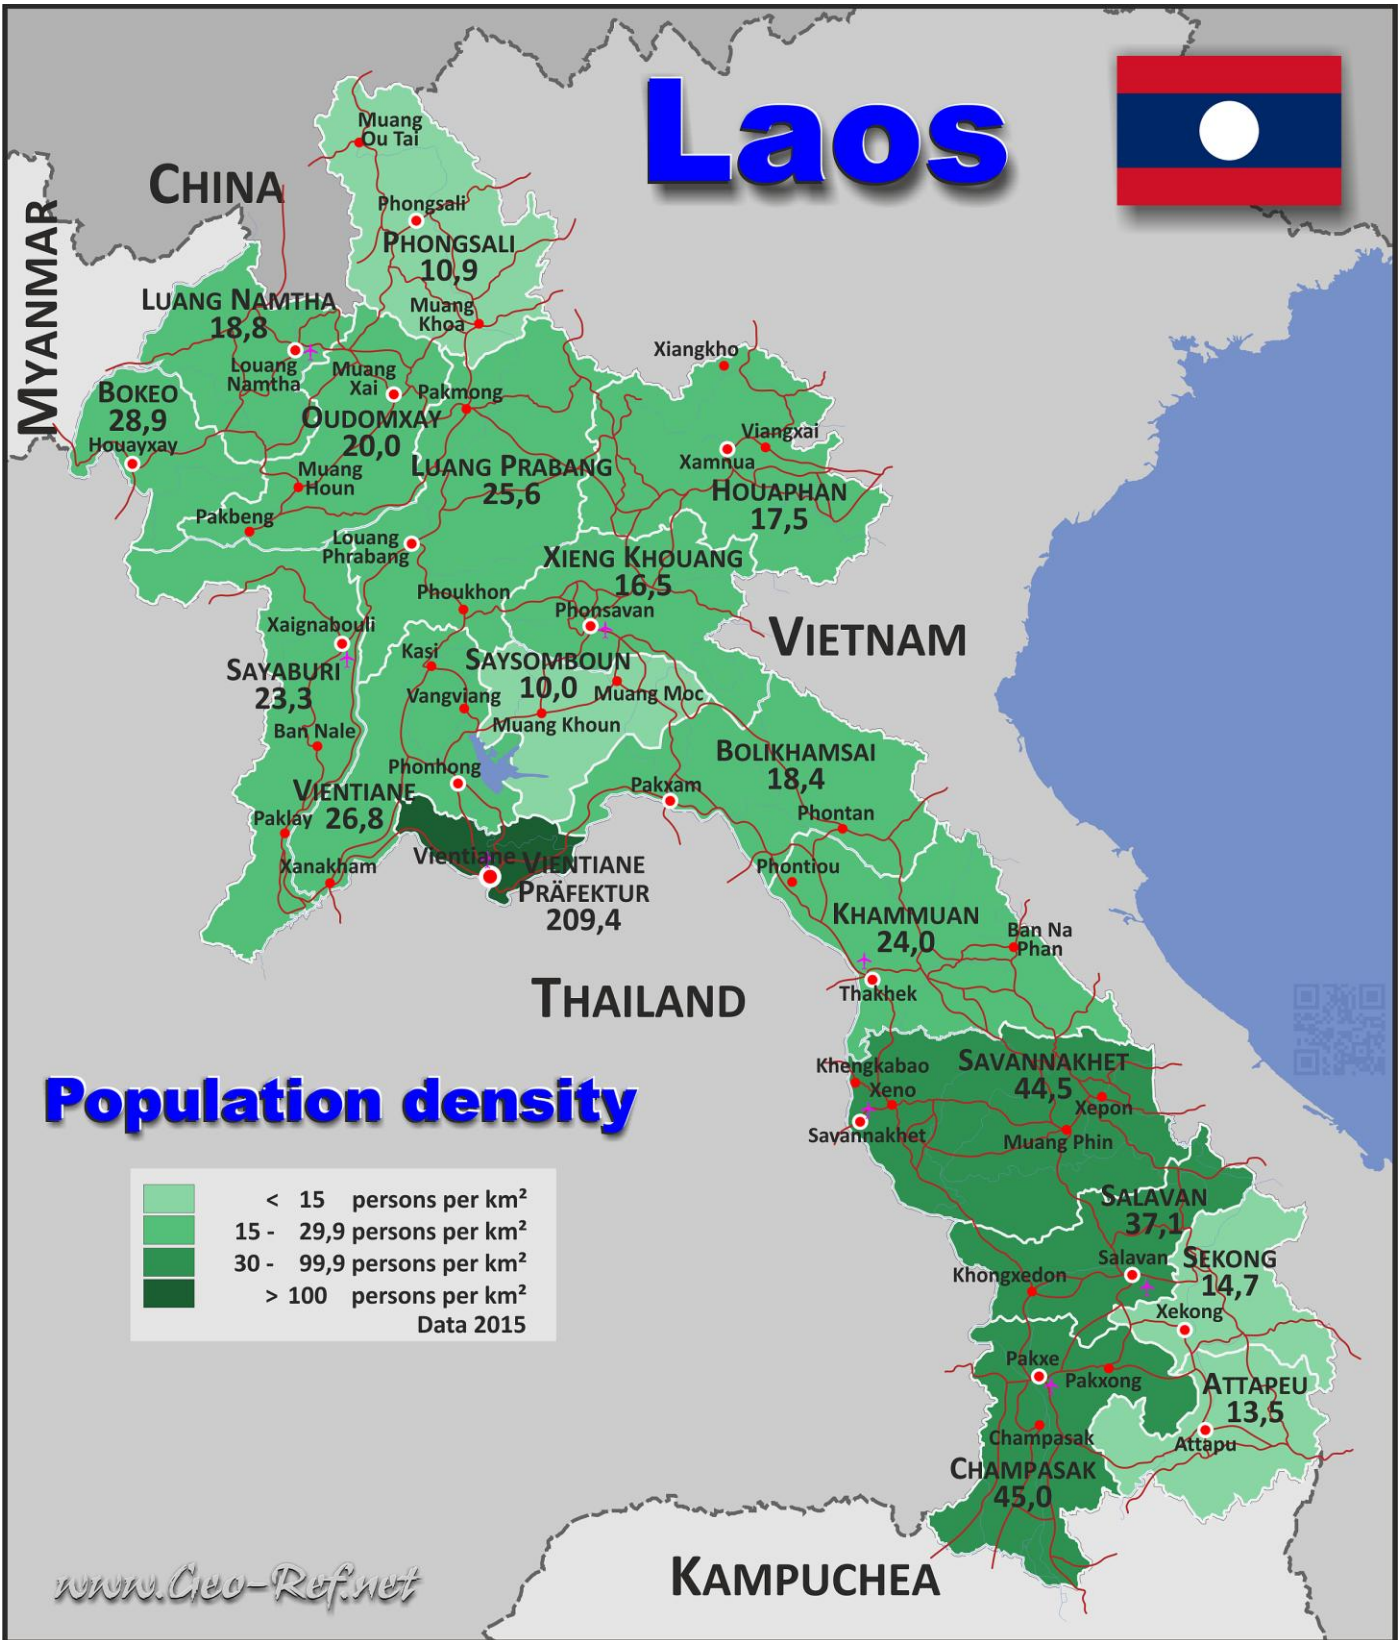 Laos
CHINA
MYANMAR
Muang
Ou Tai
Phongsali
PHONGSALI
10,9
Muang
Khoa
LUANG NAMTHA
18,8
Louang
Namtha
BOKEO
28,9
Houayxay
Muang
Xai
OUDOMXAY
20,0
Muang
Houn
Pakbeng
Pakmong
LUANG PRABANG
25,6
Louang
Phrabang
Phoukhon
Xiangkho
Viangxai
Xamnua
HOUAPHAN
17,5
XIENG KHOUANG
16,5
Phonsavan
VIETNAM
Xaignabouli
SAYABURI
23,3
Ban Nale
Paklay
Kasi
Vangviang
SAYSOMBOUN
10,0
Muang Moc
Muang Khoun
Phonhong
VIENTIANE
26,8
Xanakham
Vientiane
VIENTIANE
PRÄFEKTUR
209,4
Pakxam
BOLIKHAMSAI
18,4
Phontan
Phontiou
KHAMMUAN
24,0
Ban Na
Phan
Thakhek
THAILAND
Khengkabao
Xeno
Savannakhet
SAVANNAKHET
44,5
Xepon
Muang Phin
SALAVAN
37,1
Salavan
Khongxedon
SEKONG
14,7
Xekong
Pakxe
Pakxong
ATTAPEU
13,5
Attapu
Champasak
CHAMPASAK
45,0
KAMPUCHEA
Population density
< 15 persons per km²
15 - 29,9 persons per km²
30 - 99,9 persons per km²
> 100 persons per km²
Data 2015
www.Geo-Ref.net